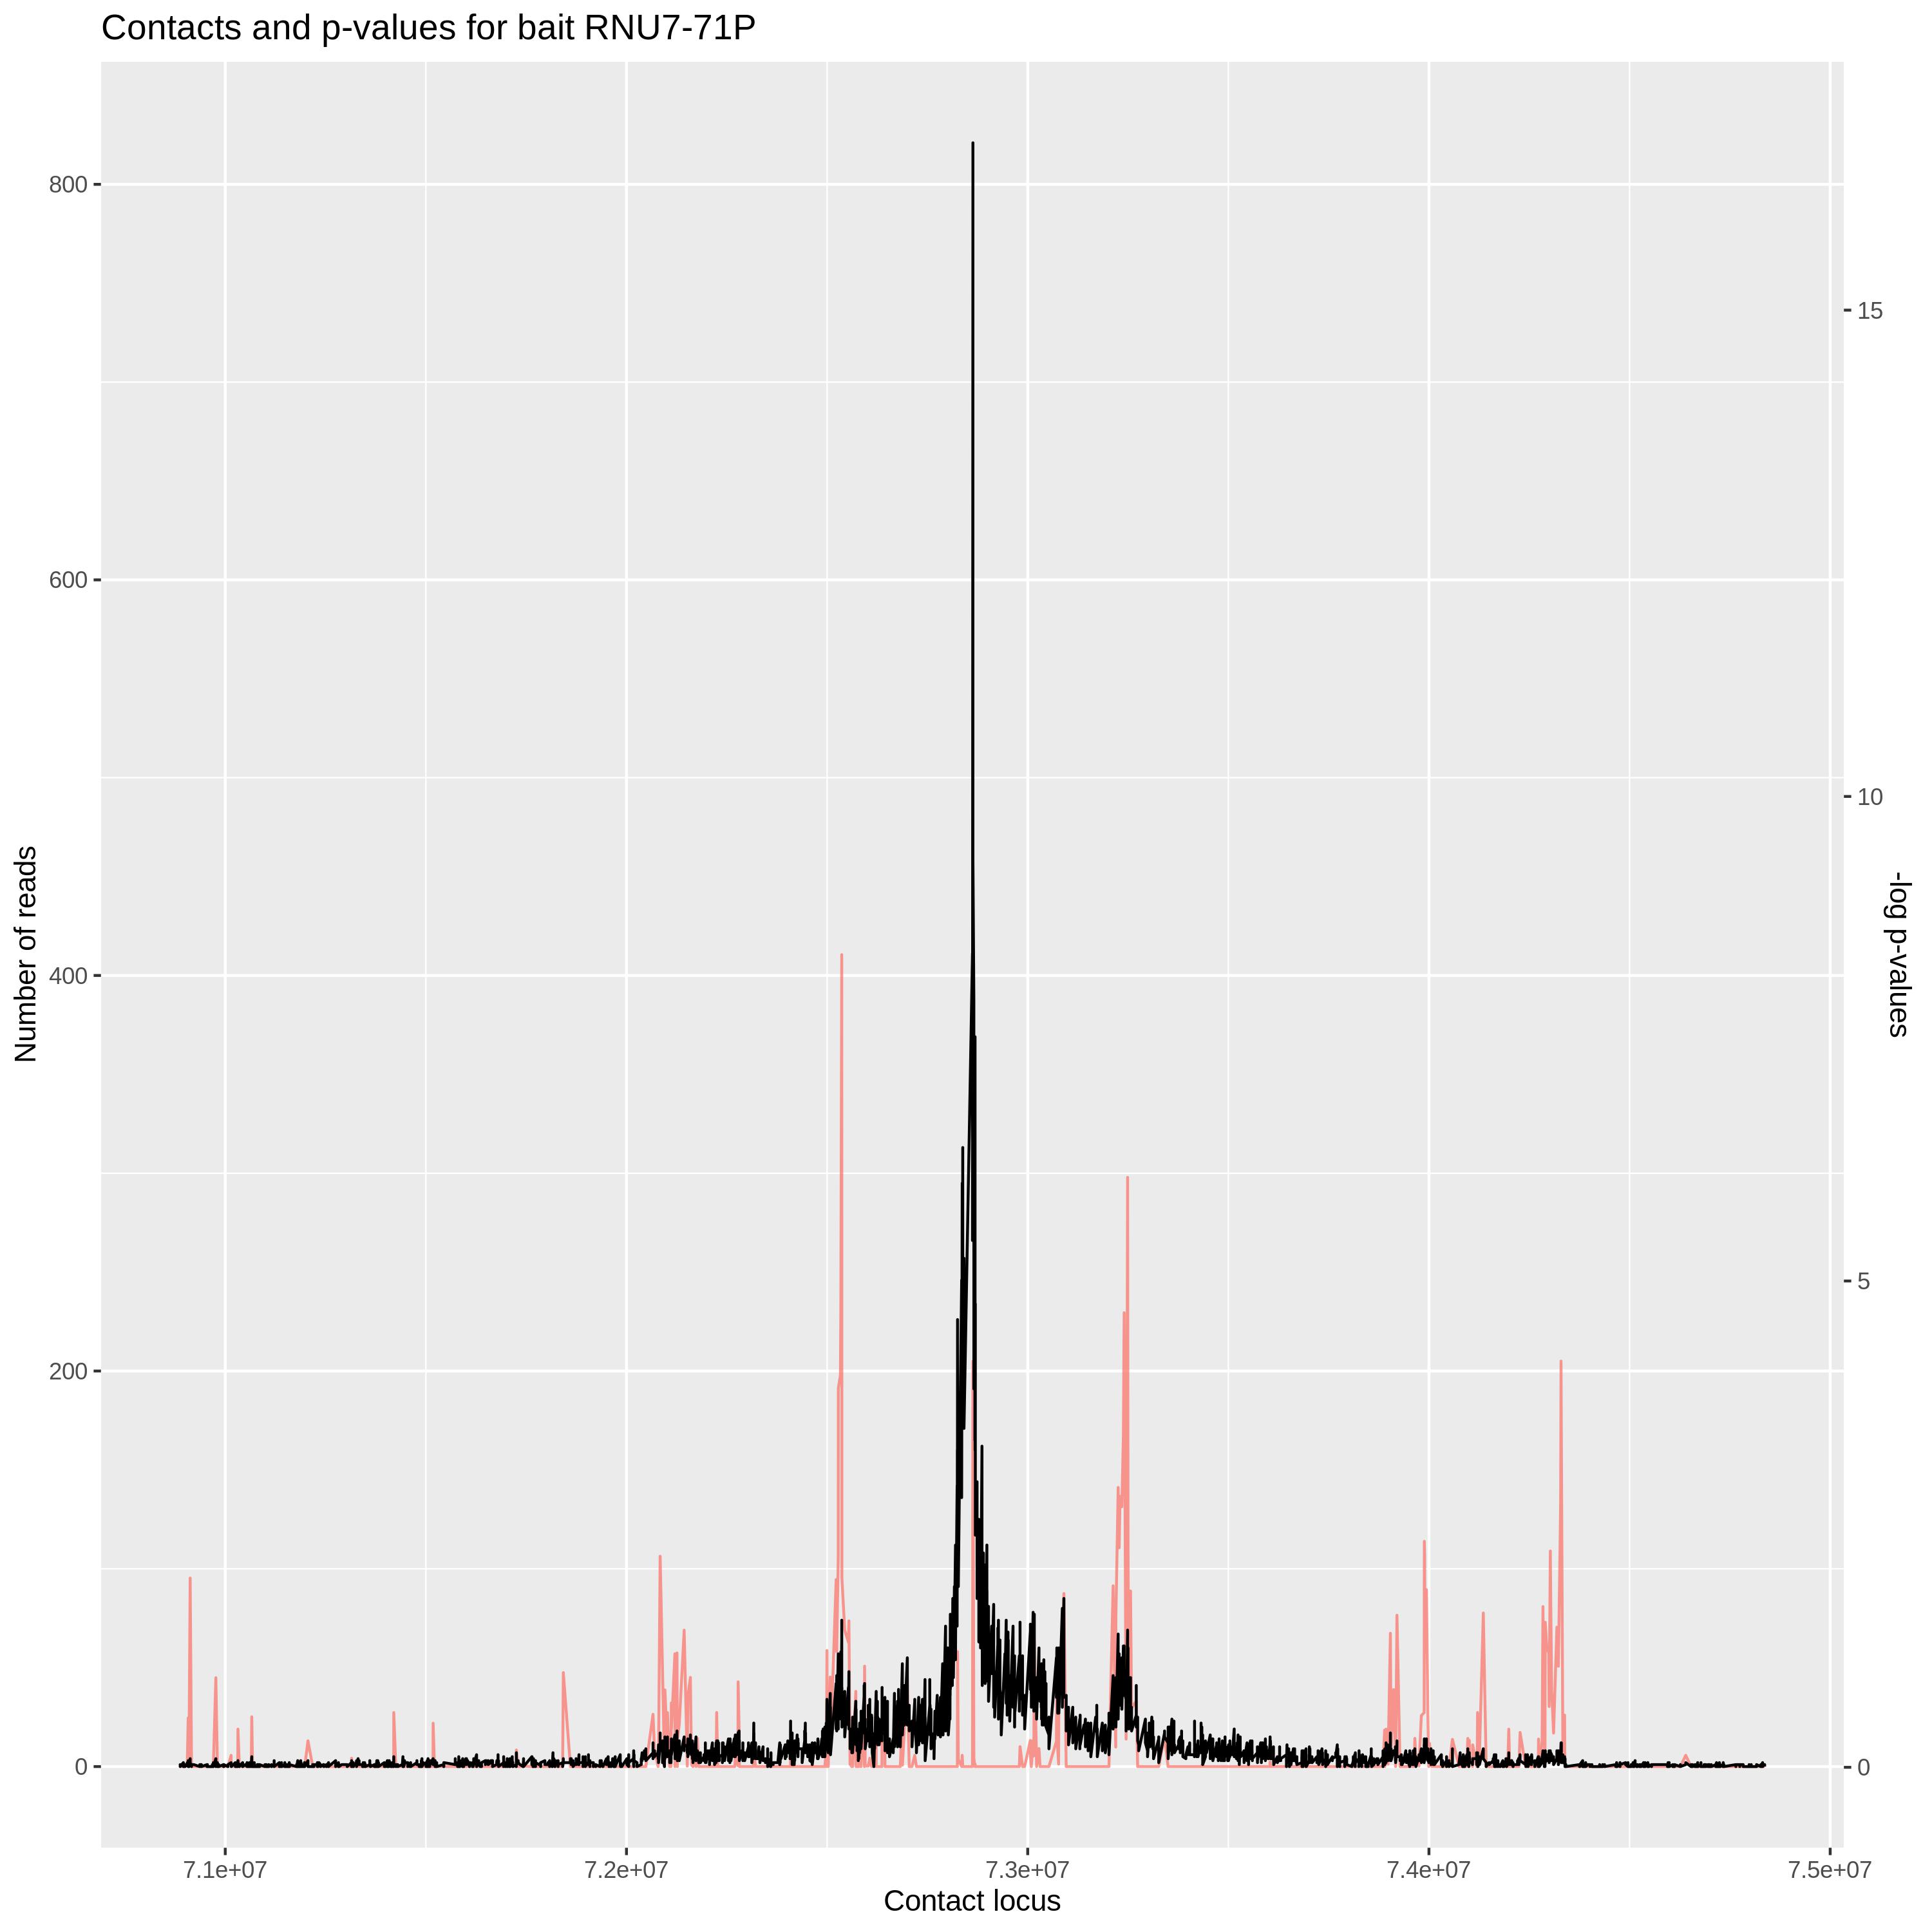 Contacts and p-values for bait RNU7-71P
800
600
400
200
0
Number of reads
15
10
5
0
-log p-values
7.1e+07
7.2e+07
7.3e+07
7.4e+07
7.5e+07
Contact locus